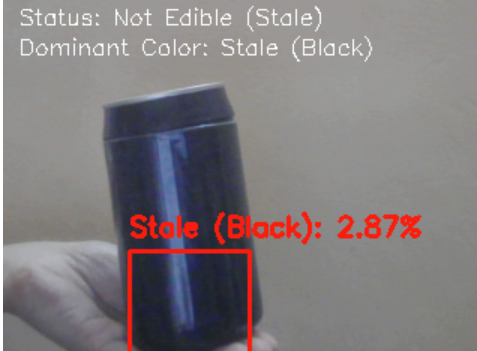 Status: Not Edible (Stale)
Dominant Color: Stale (Black)
Stale (Black): 2.87%